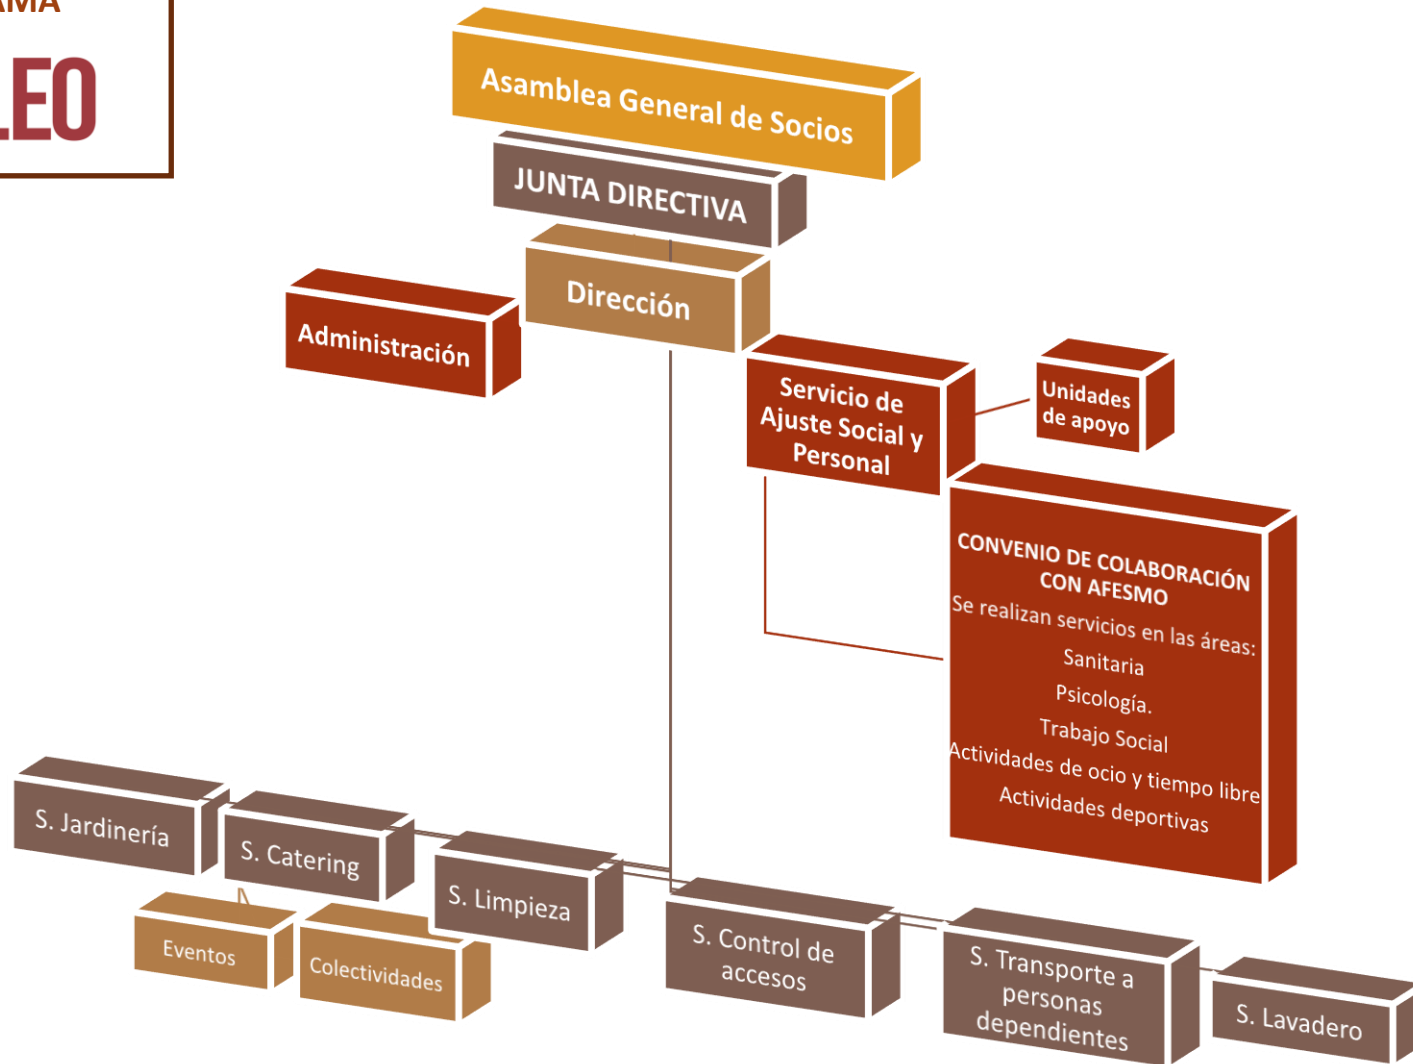 Asamblea General de Socios
JUNTA DIRECTIVA
Dirección
Administración
Servicio de
Ajuste Social y
Personal
Unidades
de apoyo
CONVENIO DE COLABORACIÓN
CON AFESMO
Se realizan servicios en las áreas:
Sanitaria
Psicología.
Trabajo Social
Actividades de ocio y tiempo libre
Actividades deportivas
S. Jardinería
S. Catering
S. Limpieza
S. Control de
accesos
S. Transporte a
personas
dependientes
S. Lavadero
Eventos
Colectividades